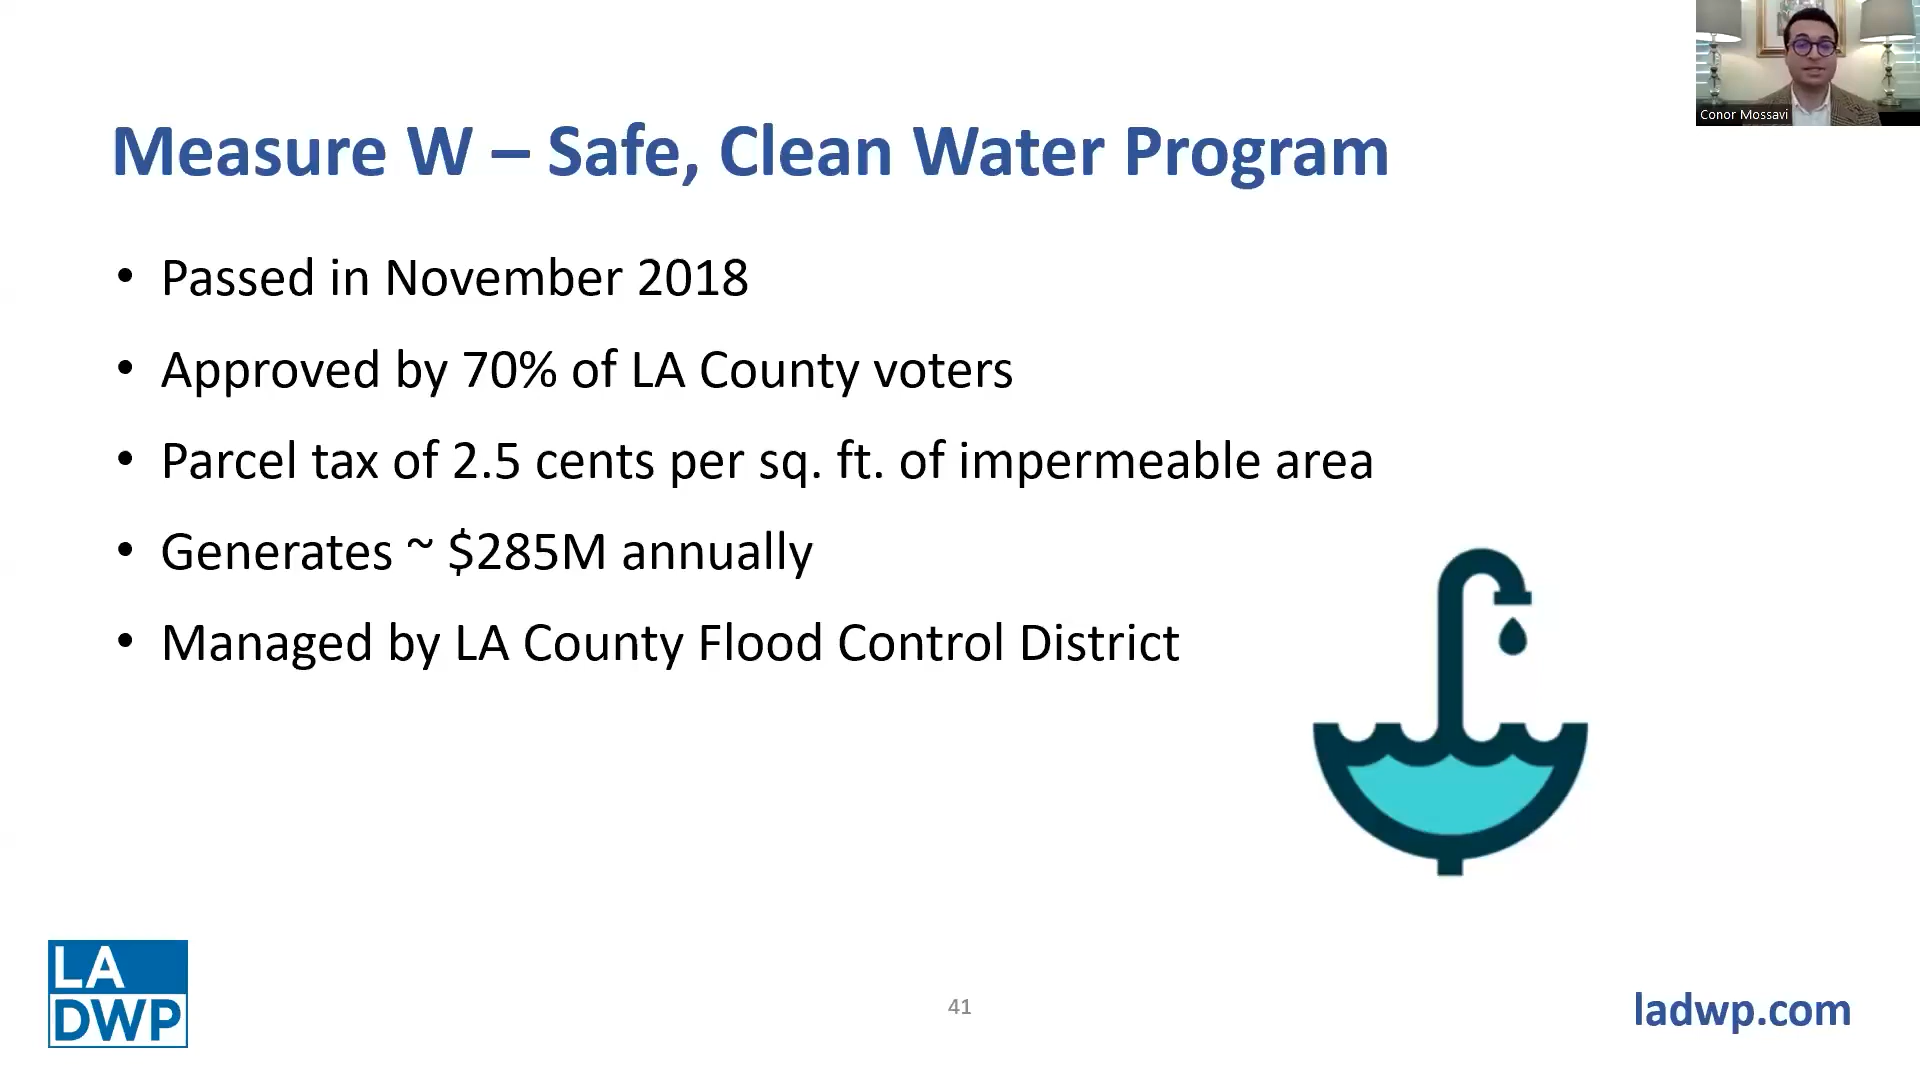 Conor Mossavi
Measure W – Safe, Clean Water Program
• Passed in November 2018
• Approved by 70% of LA County voters
• Parcel tax of 2.5 cents per sq. ft. of impermeable area
• Generates ~ $285M annually
• Managed by LA County Flood Control District
LA
DWP
41
ladwp.com